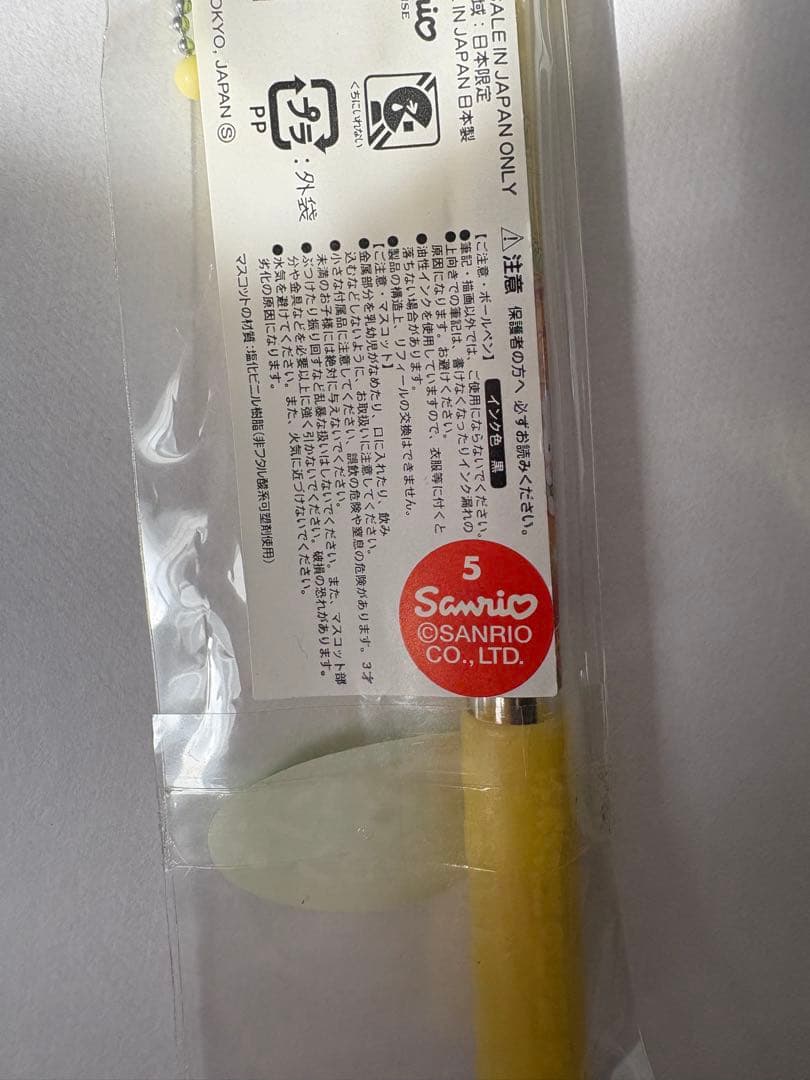 SALE IN JAPAN ONLY
域：日本限定
IN JAPAN 日本製
くちにいれない
TOKYO, JAPAN Ⓢ
プラ
PP
：外袋
⚠注意 保護者の方へ 必ずお読みください。
インク色 黒
【ご注意・ボールペン】
●筆記・描画以外では、ご使用にならないでください。
●上向きでの筆記は、書けなくなったりインク漏れの
原因になります。お避けください。
●油性インクを使用していますので、衣服等に付くと
落ちない場合があります。
●製品の構造上、リフィールの交換はできません。
【ご注意・マスコット】
●金属部分を乳幼児がなめたり、口に入れたり、飲み
込むなどしないように、お取扱いに注意してください。
●小さな付属品に注意してください、誤飲の危険や窒息の危険があります。3才
未満のお子様には絶対に与えないでください。
●ぶつけたり振り回すなど乱暴な扱いはしないでください。また、マスコット部
分や金具などを必要以上に強く引かないでください。破損の恐れがあります。
●水気を避けてください。また、火気に近づけないでください。
劣化の原因になります。
マスコットの材質：塩化ビニル樹脂(非フタル酸系可塑剤使用)
5
Sanrio
©SANRIO
CO., LTD.